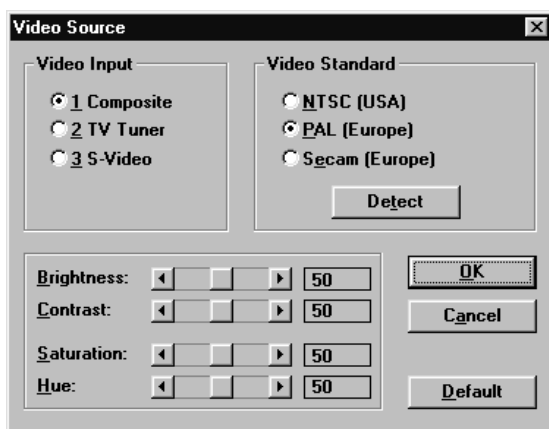 Video Source
Video Input
1 Composite
2 TV Tuner
3 S-Video
Video Standard
NTSC (USA)
PAL (Europe)
Secam (Europe)
Detect
Brightness: 50
Contrast: 50
Saturation: 50
Hue: 50
OK
Cancel
Default